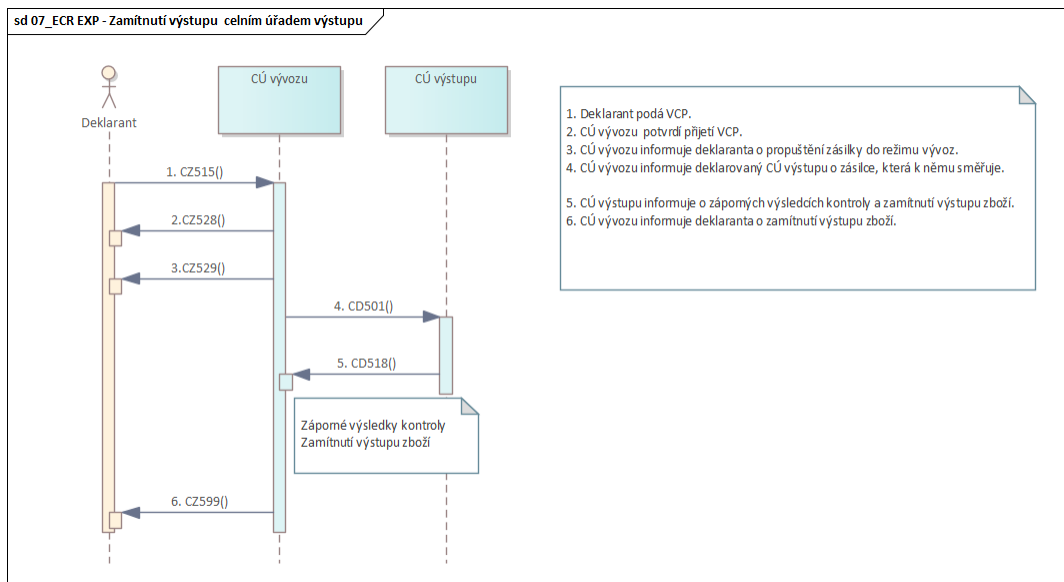 sd 07_ECR EXP - Zamítnutí výstupu celním úřadem výstupu
Deklarant
CÚ vývozu
CÚ výstupu
1. Deklarant podá VCP.
2. CÚ vývozu potvrdí přijetí VCP.
3. CÚ vývozu informuje deklaranta o propuštění zásilky do režimu vývoz.
4. CÚ vývozu informuje deklarovaný CÚ výstupu o zásilce, která k němu směřuje.
5. CÚ výstupu informuje o záporných výsledcích kontroly a zamítnutí výstupu zboží.
6. CÚ vývozu informuje deklaranta o zamítnutí výstupu zboží.
1. CZ515()
2.CZ528()
3.CZ529()
4. CD501()
5. CD518()
Záporné výsledky kontroly
Zamítnutí výstupu zboží
6. CZ599()